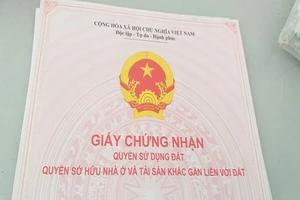 CỘNG HÒA XÃ HỘI CHỦ NGHĨA VIỆT NAM
Độc lập - Tự do - Hạnh phúc
GIẤY CHỨNG NHẬN
QUYỀN SỬ DỤNG ĐẤT
QUYỀN SỞ HỮU NHÀ Ở VÀ TÀI SẢN KHÁC GẮN LIỀN VỚI ĐẤT